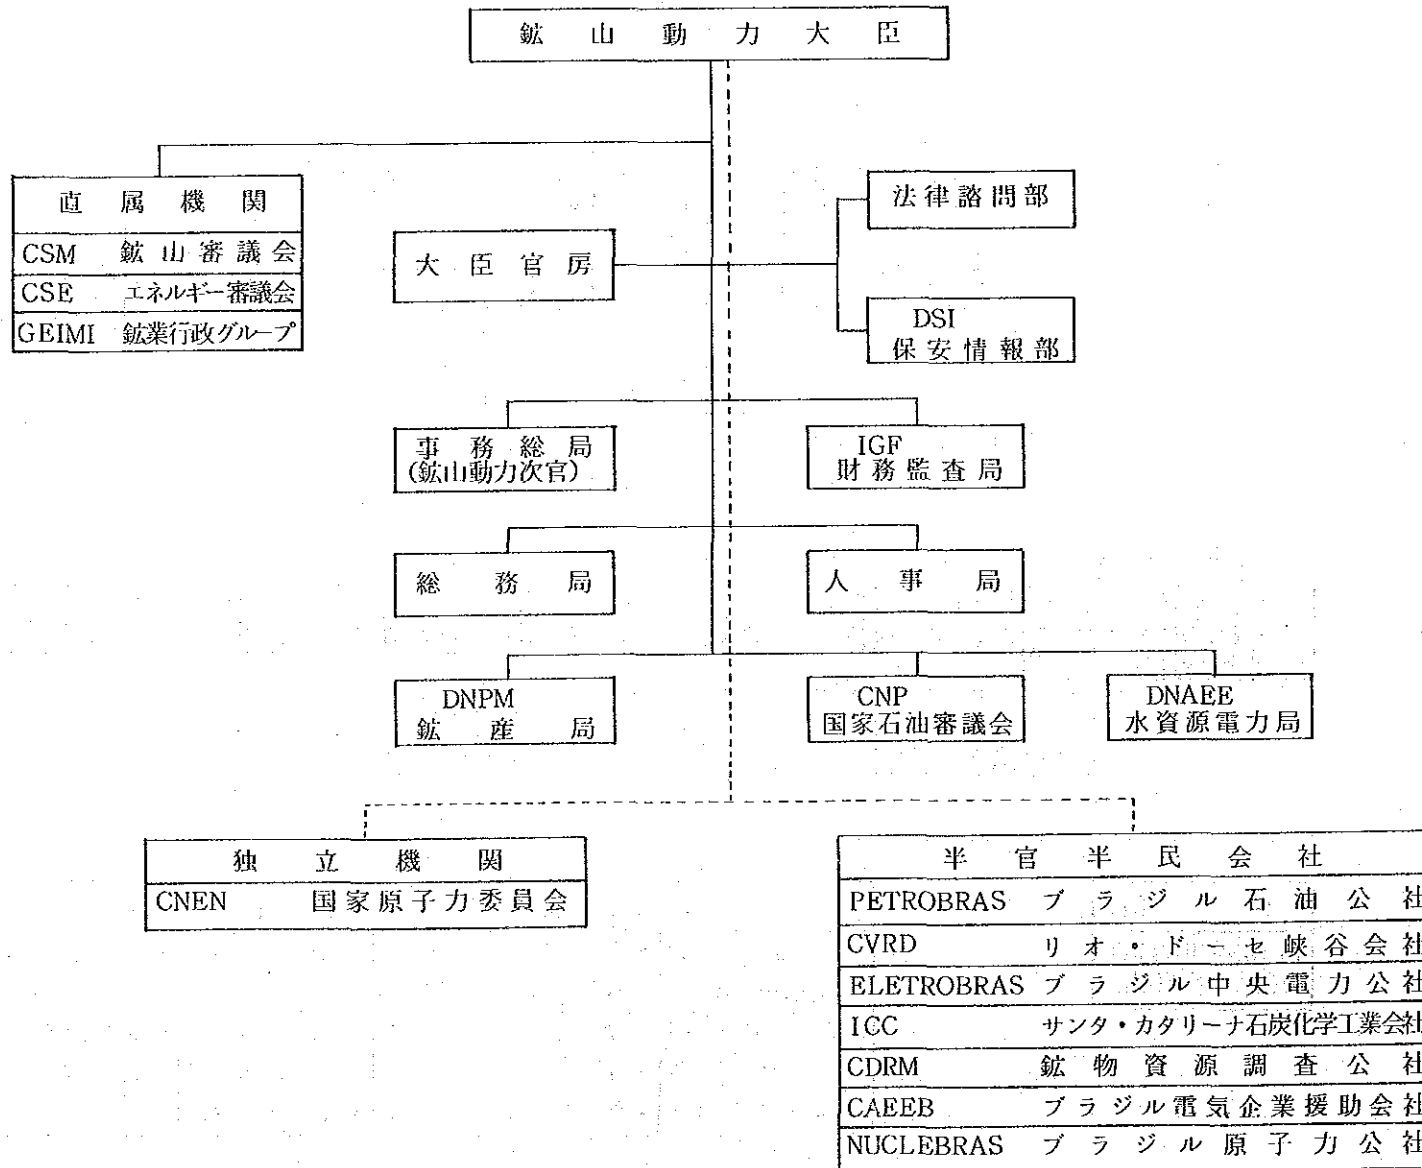 鉱山動力大臣
直属機関
CSM 鉱山審議会
CSE エネルギー審議会
GEIMI 鉱業行政グループ
大臣官房
法律諮問部
DSI
保安情報部
事務総局
(鉱山動力次官)
IGF
財務監査局
総務局
人事局
DNPM
鉱産局
CNP
国家石油審議会
DNAEE
水資源電力局
独立機関
CNEN 国家原子力委員会
半官半民会社
PETROBRAS ブラジル石油公社
CVRD リオ・ドーセ峡谷会社
ELETROBRAS ブラジル中央電力公社
ICC サンタ・カタリーナ石炭化学工業会社
CDRM 鉱物資源調査公社
CAEEB ブラジル電気企業援助会社
NUCLEBRAS ブラジル原子力公社